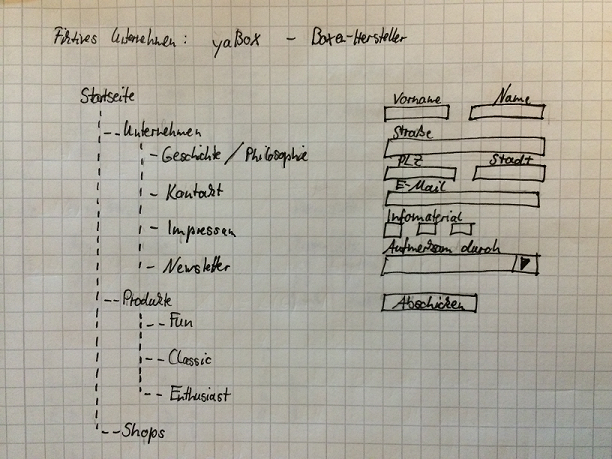 Fiktives Unternehmen: yaBox - Boxen-Hersteller
Startseite
Unternehmen
Geschichte / Philosophie
Kontakt
Impressum
Newsletter
Produkte
Fun
Classic
Enthusiast
Shops
Vorname Name
Straße
PLZ Stadt
E-Mail
Infomaterial
Aufmerksam durch
Abschicken